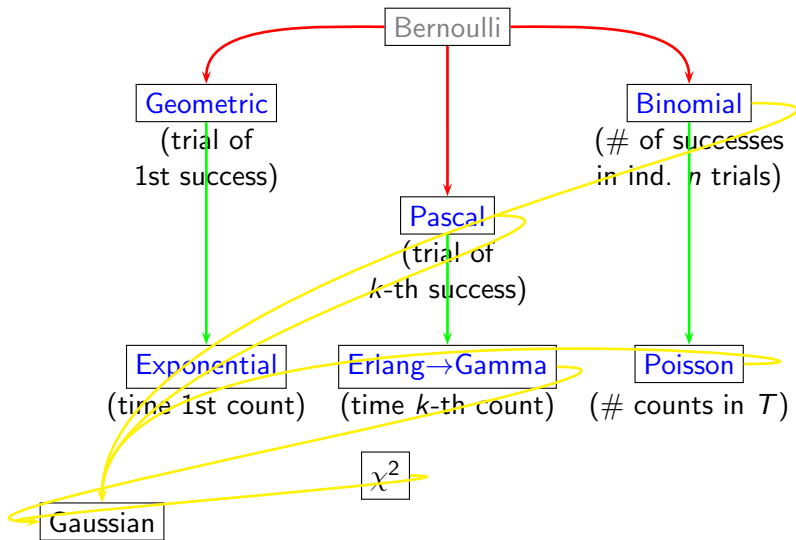 Bernoulli
Geometric
Binomial
(trial of
1st success)
(# of successes
in ind. n trials)
Pascal
(trial of
k-th success)
Exponential
Erlang→Gamma
Poisson
(time 1st count)
(time k-th count)
(# counts in T)
χ²
Gaussian